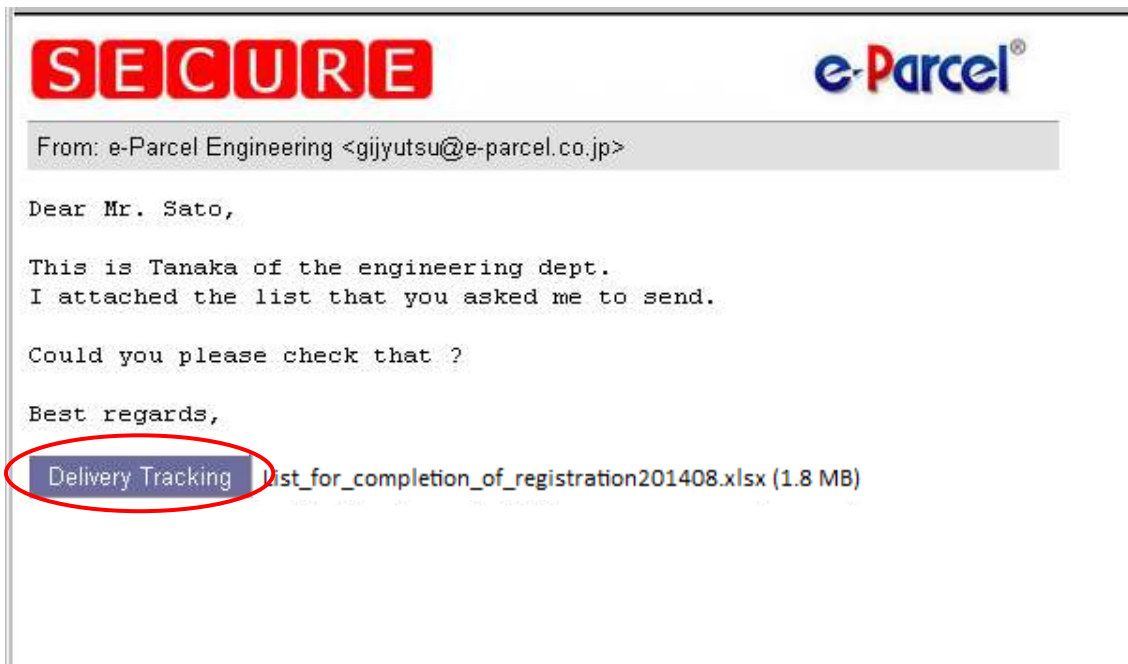 SECURE e-Parcel®
From: e-Parcel Engineering <gijyutsu@e-parcel.co.jp>
Dear Mr. Sato,
This is Tanaka of the engineering dept.
I attached the list that you asked me to send.
Could you please check that ?
Best regards,
Delivery Tracking List_for_completion_of_registration201408.xlsx (1.8 MB)